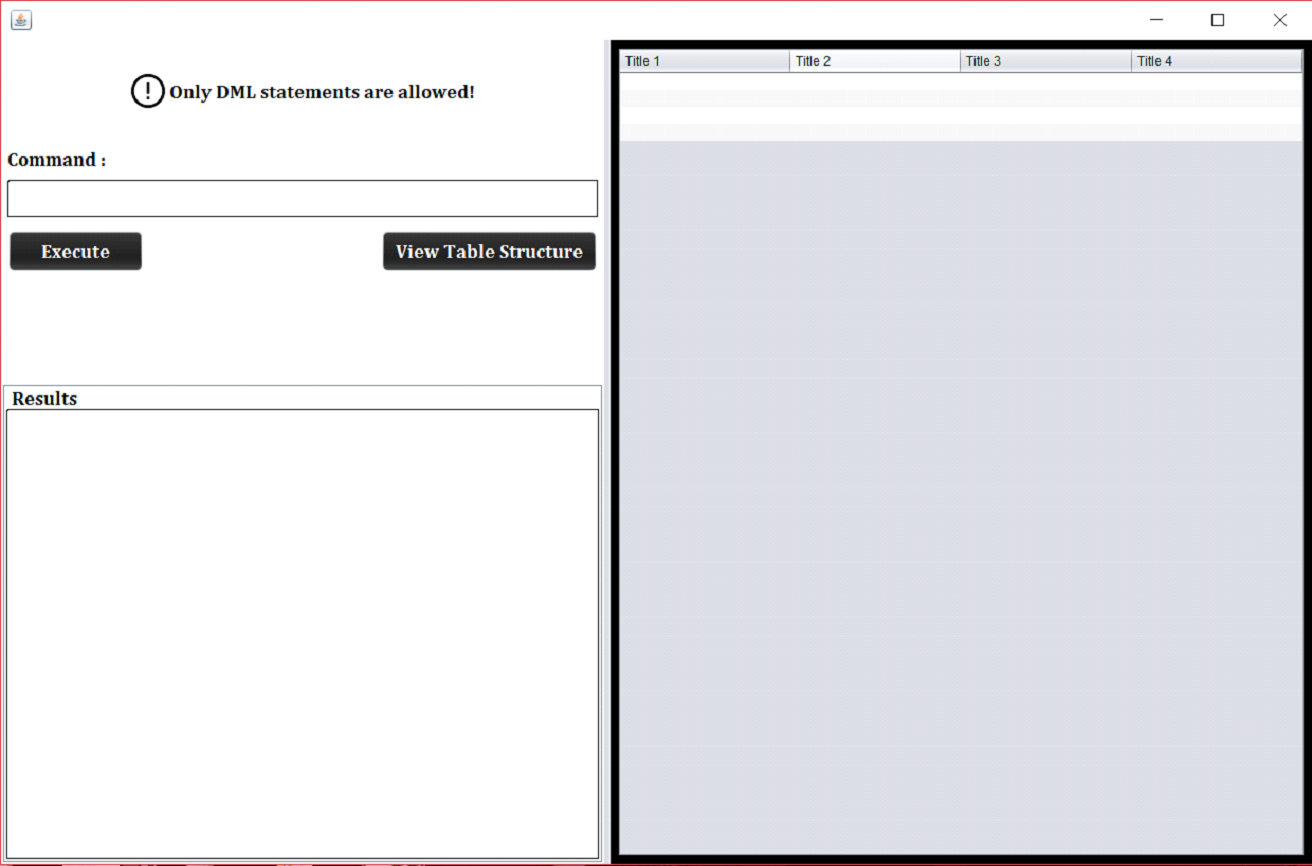 ! Only DML statements are allowed!
Command :
Execute
View Table Structure
Results
Title 1
Title 2
Title 3
Title 4